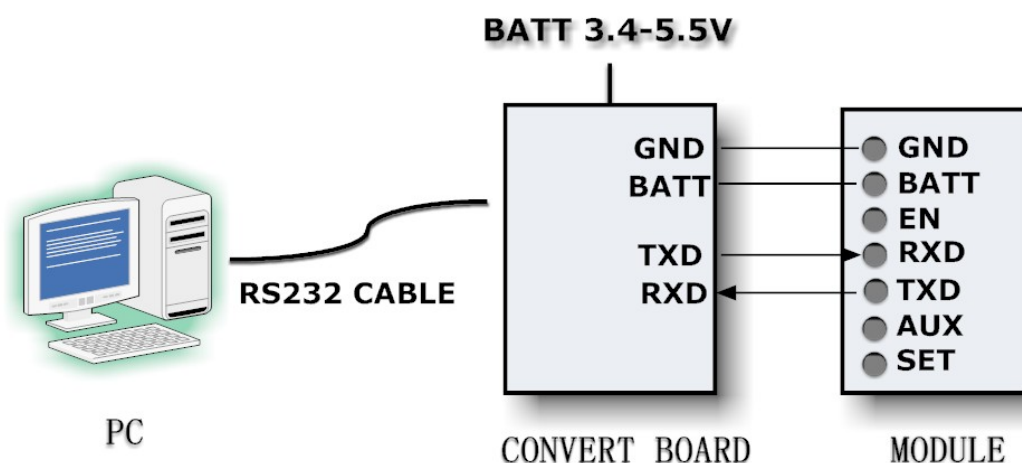 BATT 3.4-5.5V
GND
BATT
TXD
RXD
GND
BATT
EN
RXD
TXD
AUX
SET
RS232 CABLE
PC
CONVERT BOARD
MODULE